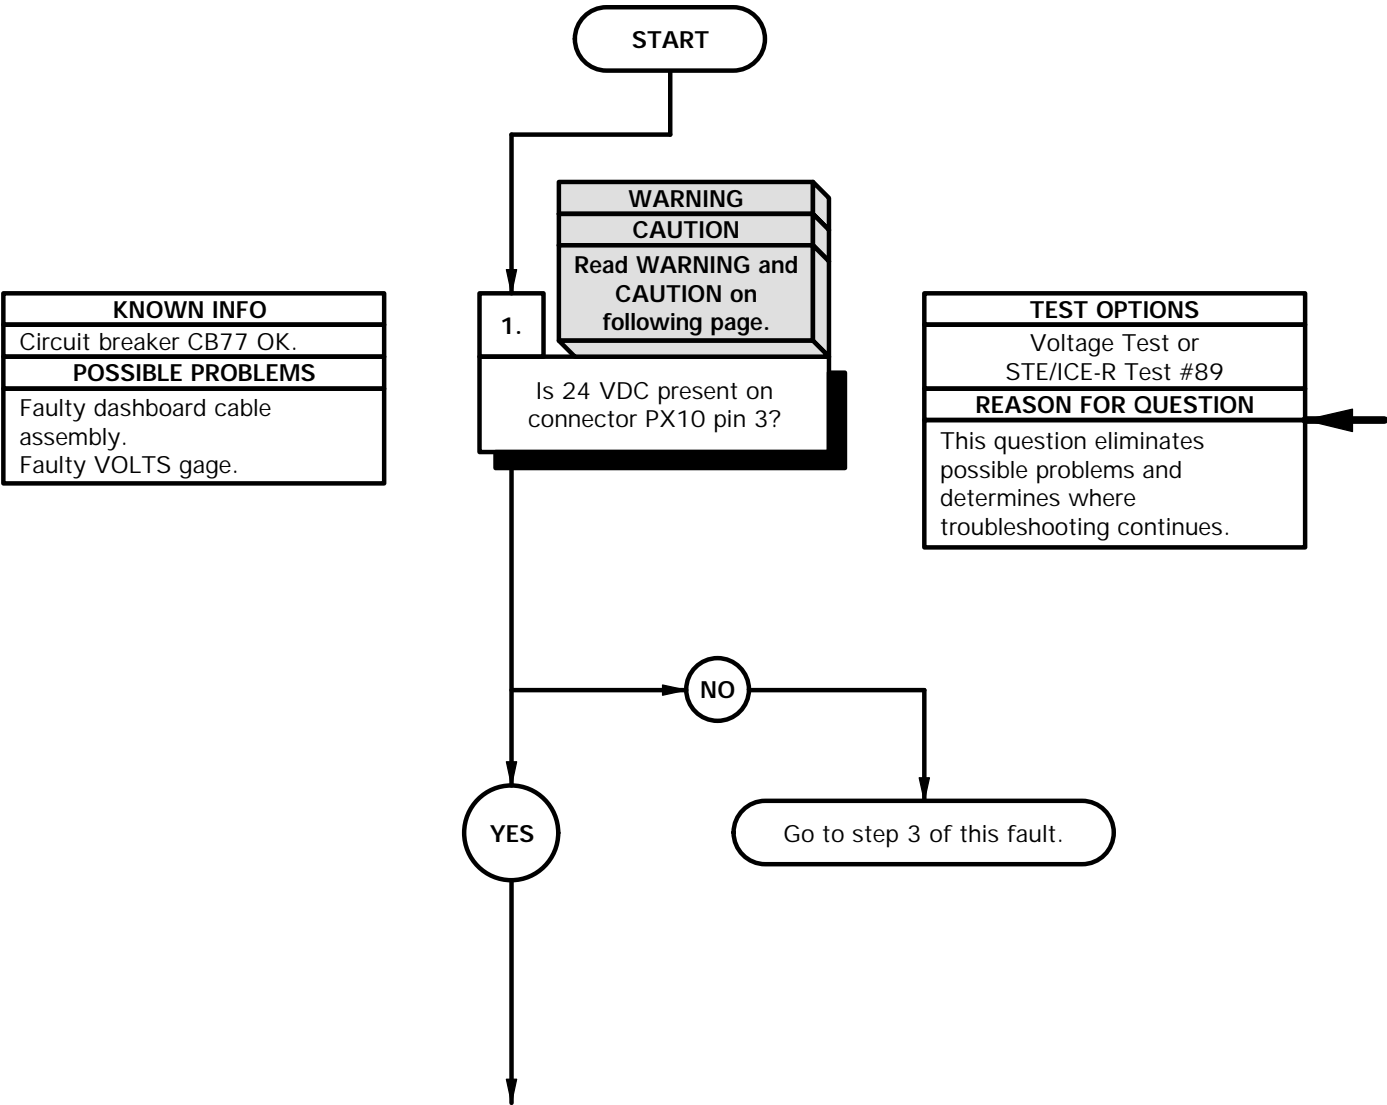 START
WARNING
CAUTION
Read WARNING and
CAUTION on
following page.
KNOWN INFO
Circuit breaker CB77 OK.
POSSIBLE PROBLEMS
Faulty dashboard cable
assembly.
Faulty VOLTS gage.
1.
Is 24 VDC present on
connector PX10 pin 3?
TEST OPTIONS
Voltage Test or
STE/ICE-R Test #89
REASON FOR QUESTION
This question eliminates
possible problems and
determines where
troubleshooting continues.
NO
YES
Go to step 3 of this fault.